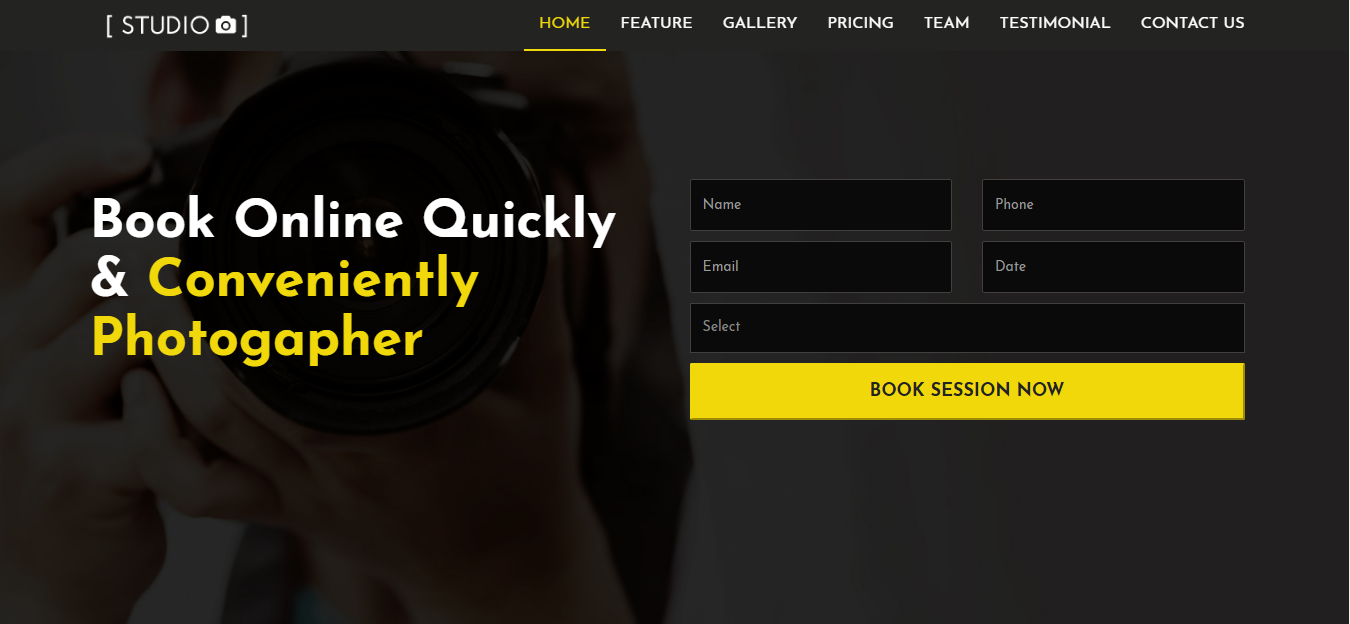 [ STUDIO ]
HOME FEATURE GALLERY PRICING TEAM TESTIMONIAL CONTACT US
Book Online Quickly
& Conveniently
Photogapher
Name
Phone
Email
Date
Select
BOOK SESSION NOW